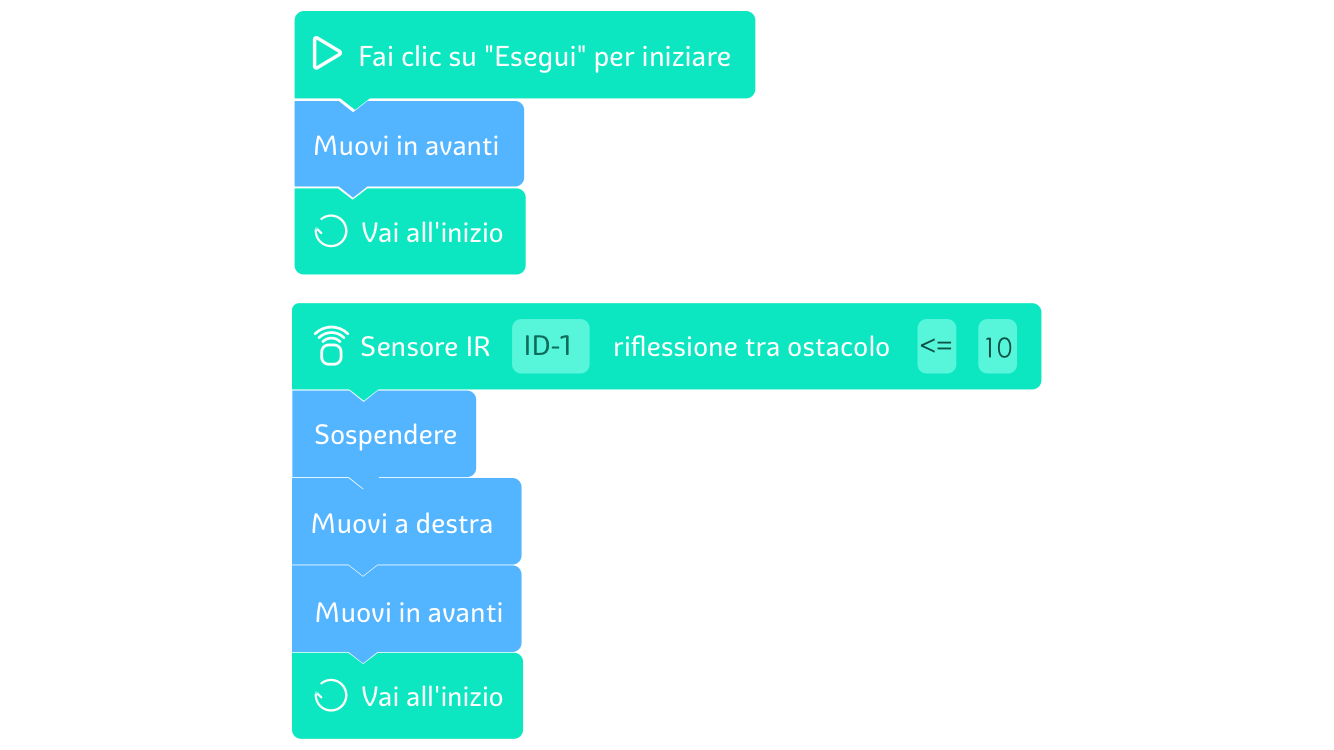 Fai clic su "Esegui" per iniziare
Muovi in avanti
Vai all'inizio
Sensore IR ID-1 riflessione tra ostacolo <= 10
Sospendere
Muovi a destra
Muovi in avanti
Vai all'inizio